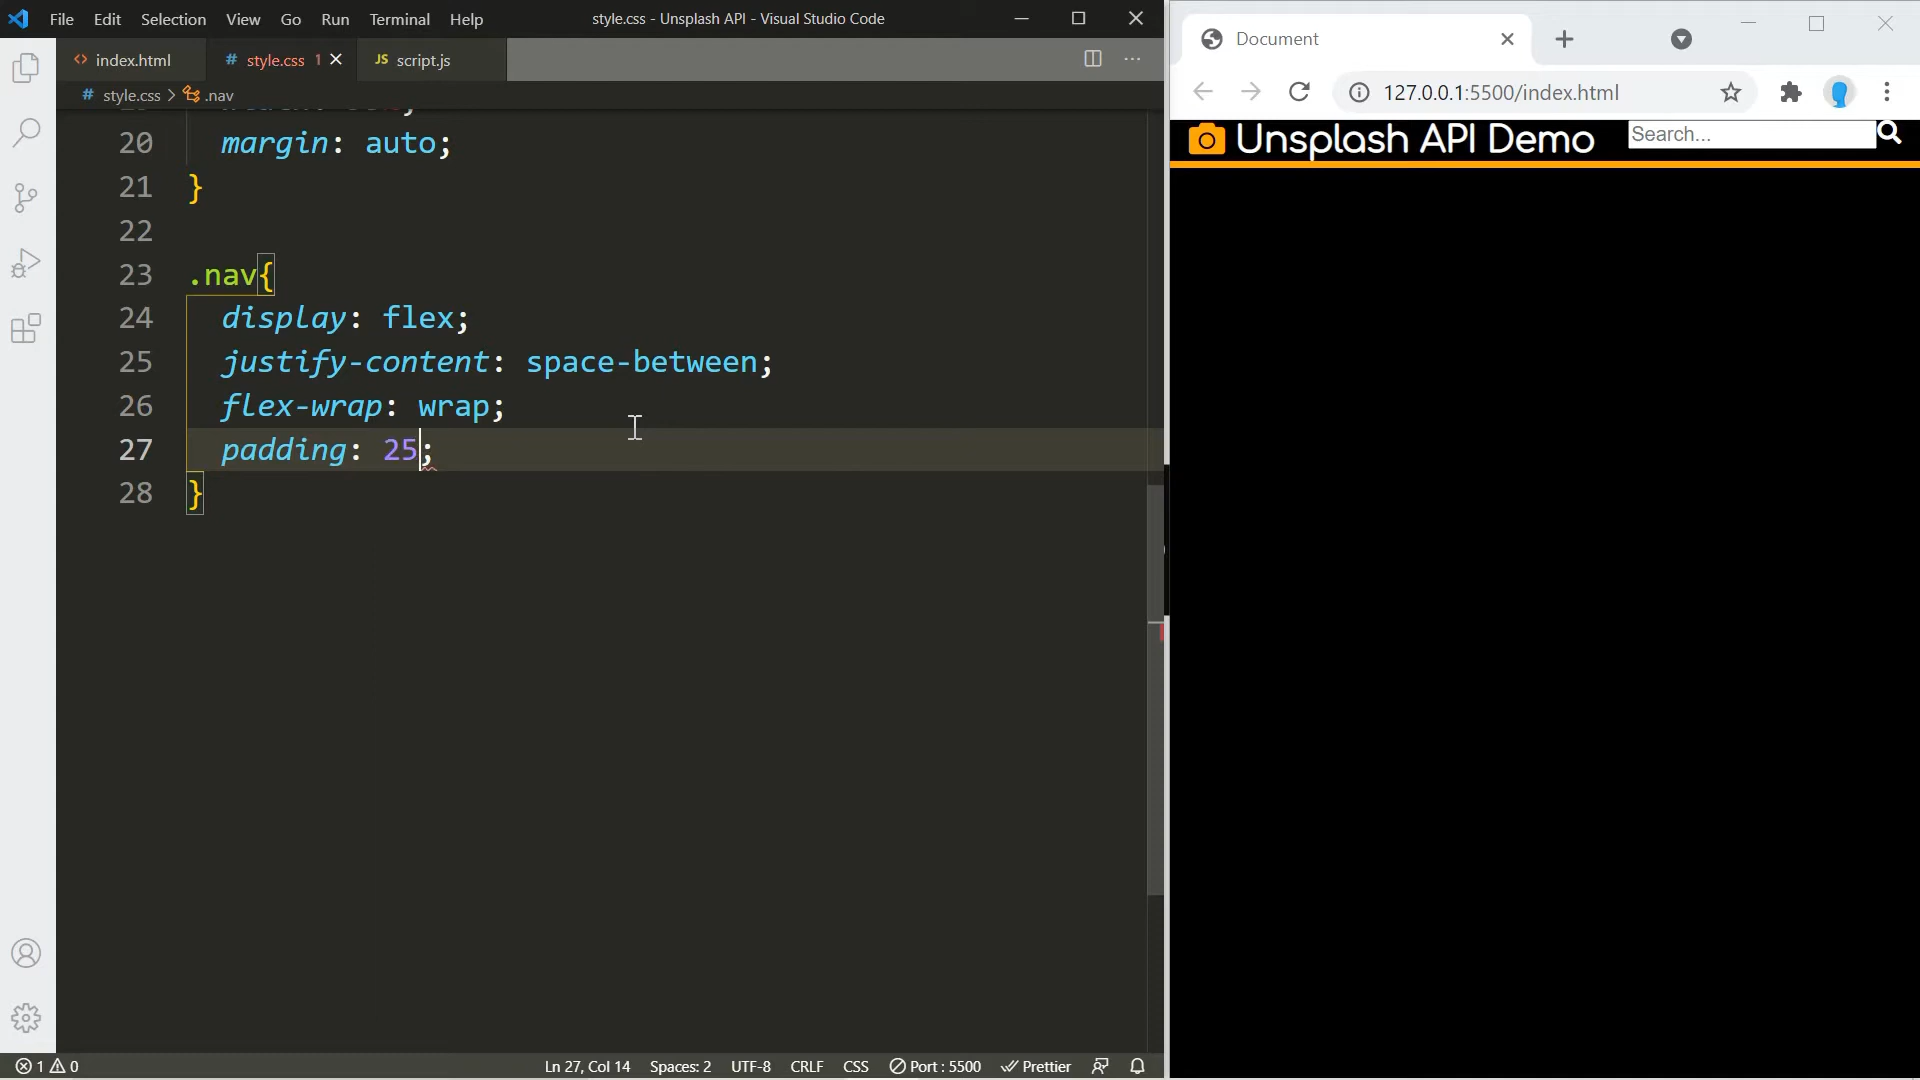 File Edit Selection View Go Run Terminal Help style.css - Unsplash API - Visual Studio Code
<> index.html # style.css 1 JS script.js
# style.css > .nav
20 margin: auto;
21 }
22
23 .nav{
24 display: flex;
25 justify-content: space-between;
26 flex-wrap: wrap;
27 padding: 25;
28 }
1 0 Ln 27, Col 14 Spaces: 2 UTF-8 CRLF CSS Port : 5500 Prettier
Document
127.0.0.1:5500/index.html
Unsplash API Demo Search...